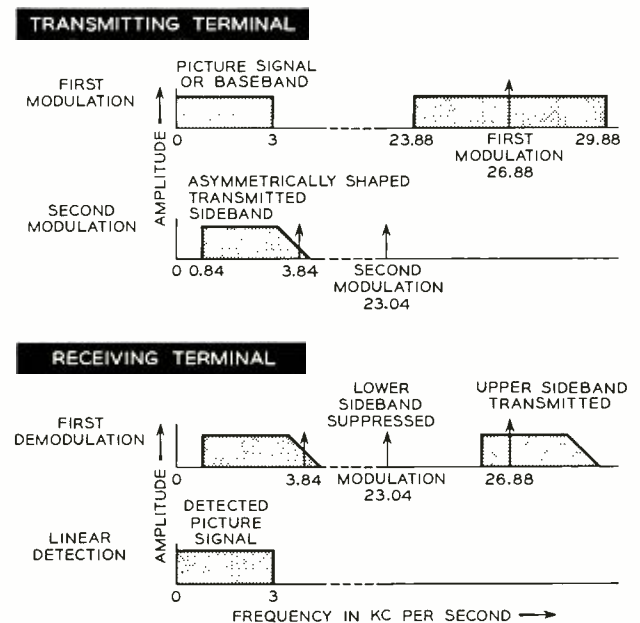 TRANSMITTING TERMINAL
FIRST
MODULATION
AMPLITUDE
PICTURE SIGNAL
OR BASEBAND
0
3
23.88
FIRST
MODULATION
26.88
29.88
SECOND
MODULATION
ASYMMETRICALLY SHAPED
TRANSMITTED
SIDEBAND
0 0.84
3.84
SECOND
MODULATION
23.04
RECEIVING TERMINAL
FIRST
DEMODULATION
AMPLITUDE
LOWER
SIDEBAND
SUPPRESSED
UPPER SIDEBAND
TRANSMITTED
0
3.84
MODULATION
23.04
26.88
LINEAR
DETECTION
DETECTED
PICTURE
SIGNAL
0
3
FREQUENCY IN KC PER SECOND